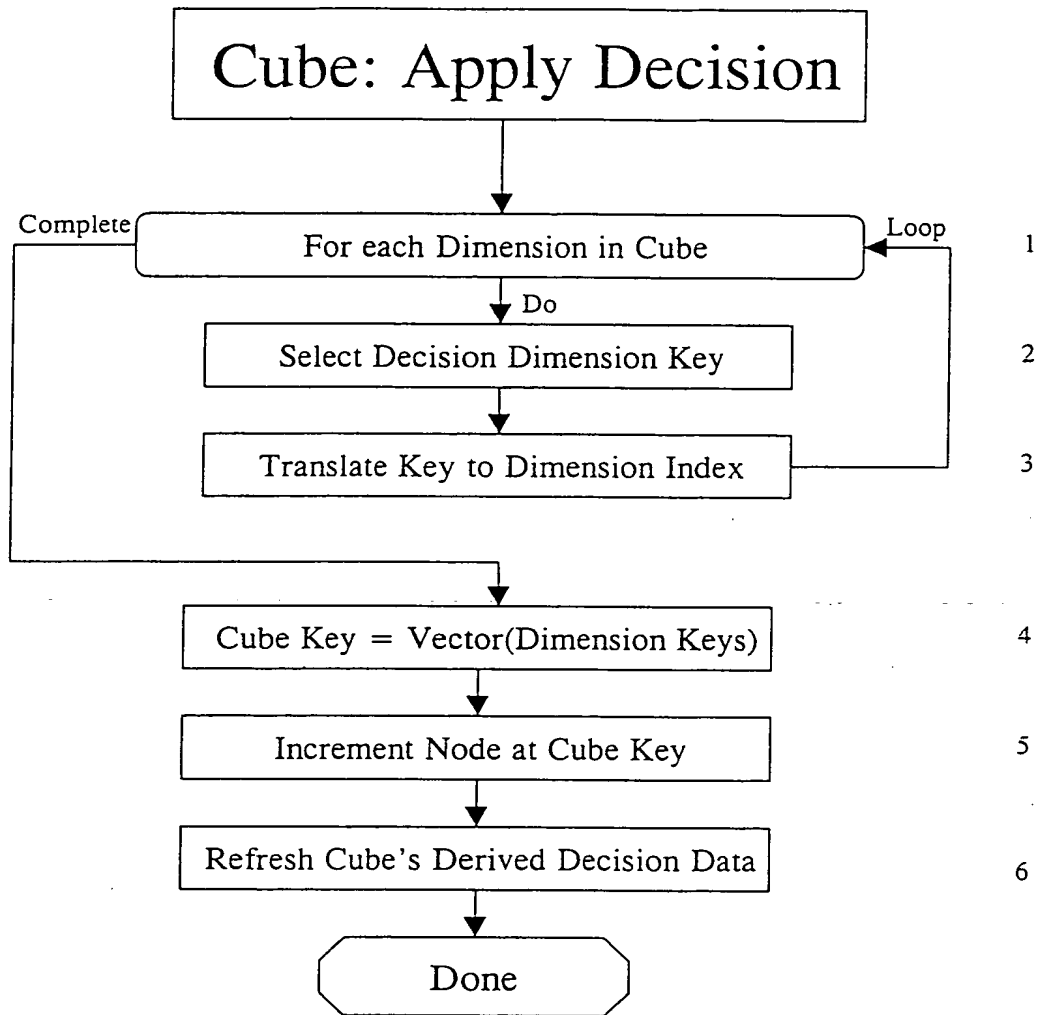 Cube: Apply Decision
Complete
Loop
For each Dimension in Cube
1
Do
Select Decision Dimension Key
2
Translate Key to Dimension Index
3
Cube Key = Vector(Dimension Keys)
4
Increment Node at Cube Key
5
Refresh Cube's Derived Decision Data
6
Done